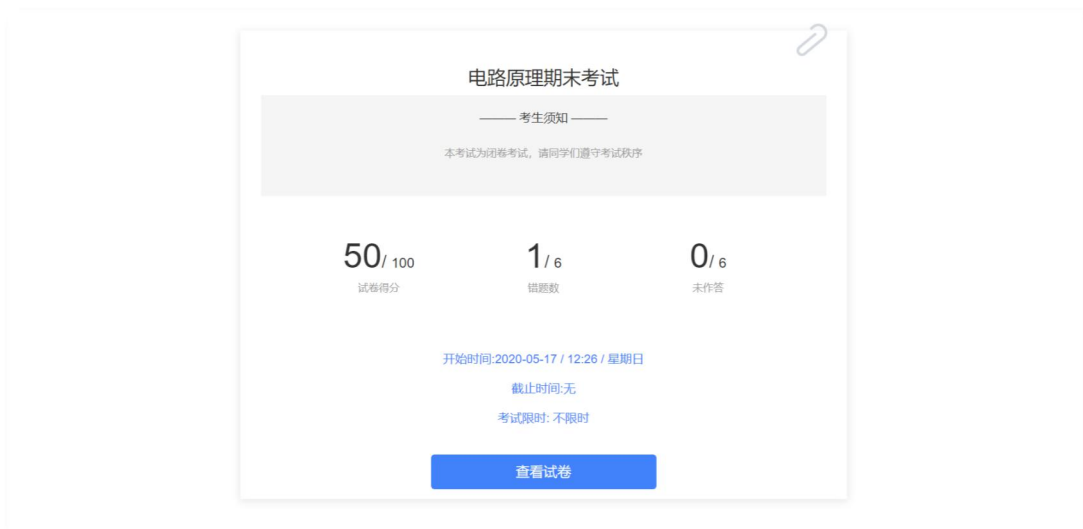 电路原理期末考试
——— 考生须知 ———
本考试为闭卷考试，请同学们遵守考试秩序
50/ 100
1/ 6
0/ 6
试卷得分
错题数
未作答
开始时间:2020-05-17 / 12:26 / 星期日
截止时间:无
考试限时: 不限时
查看试卷